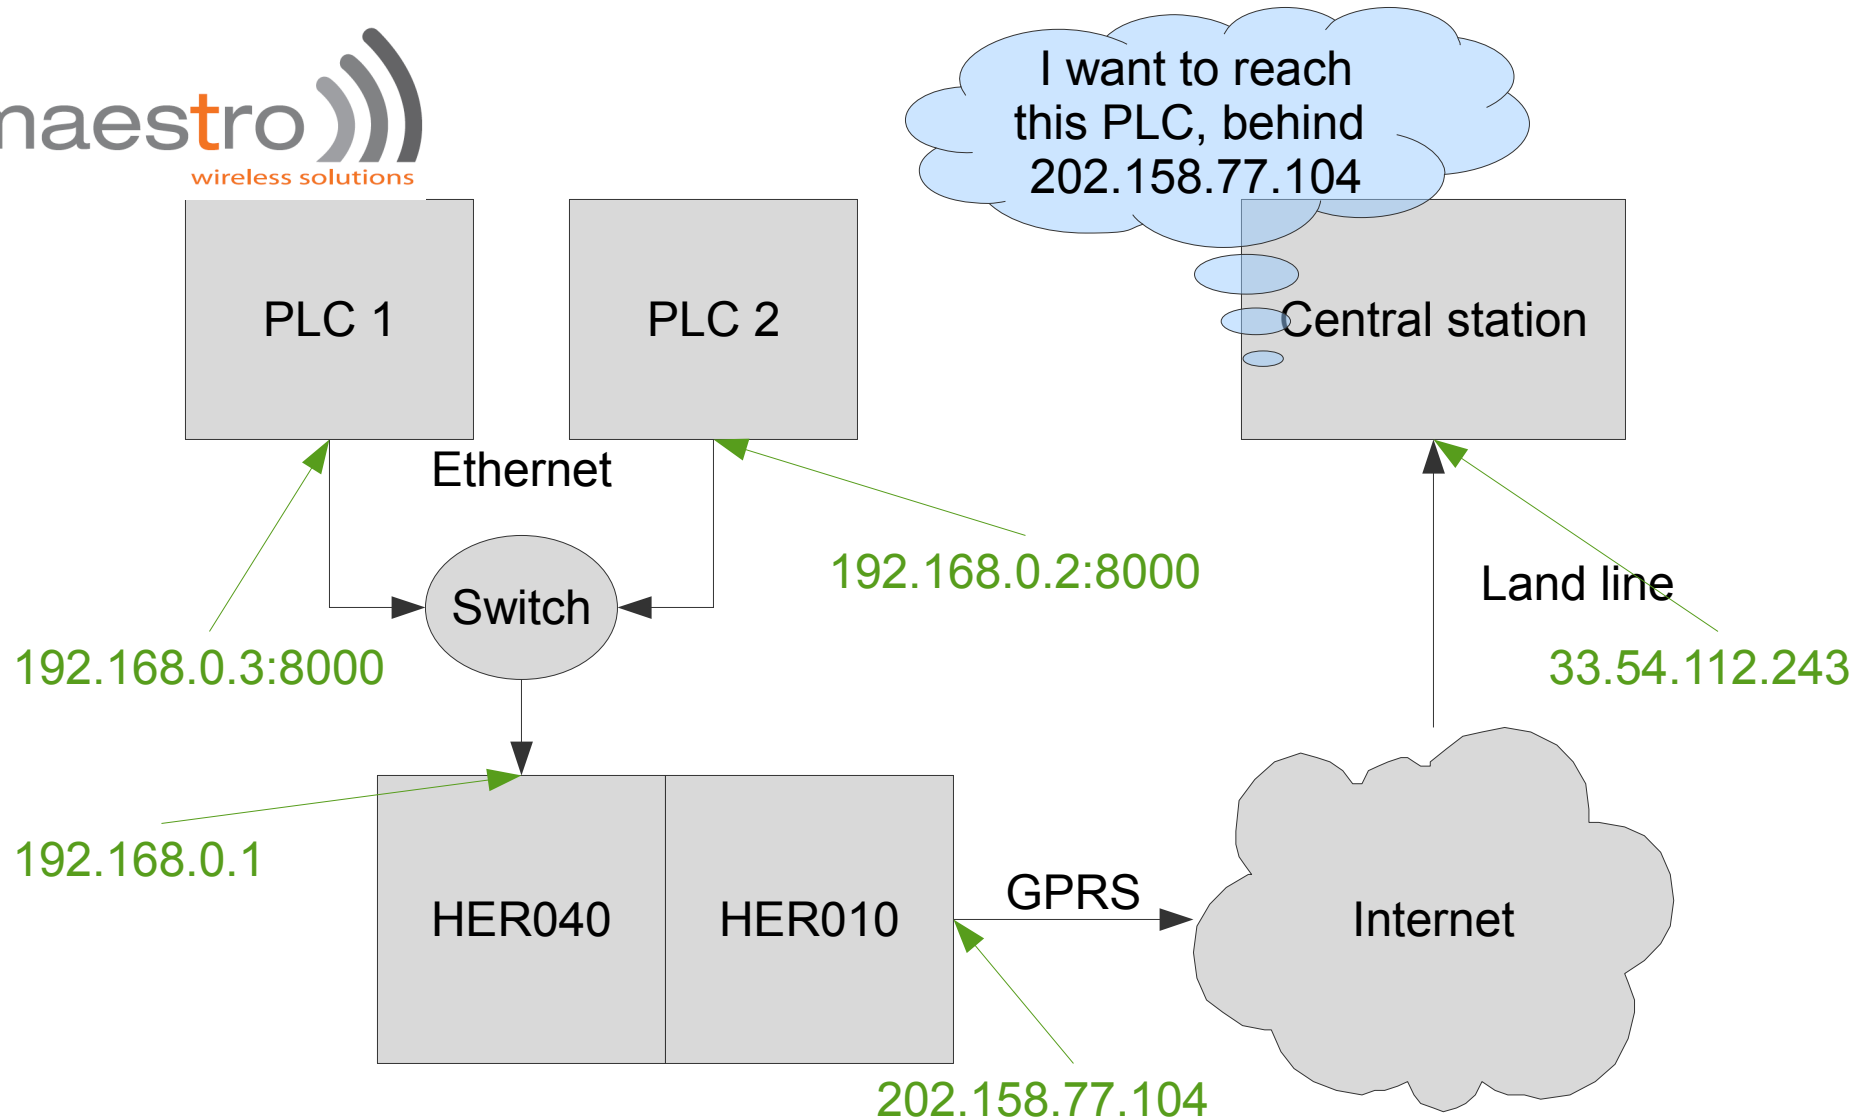 maestro
wireless solutions
I want to reach
this PLC, behind
202.158.77.104
PLC 1
PLC 2
Central station
Ethernet
192.168.0.2:8000
Switch
Land line
192.168.0.3:8000
33.54.112.243
192.168.0.1
HER040
HER010
GPRS
Internet
202.158.77.104